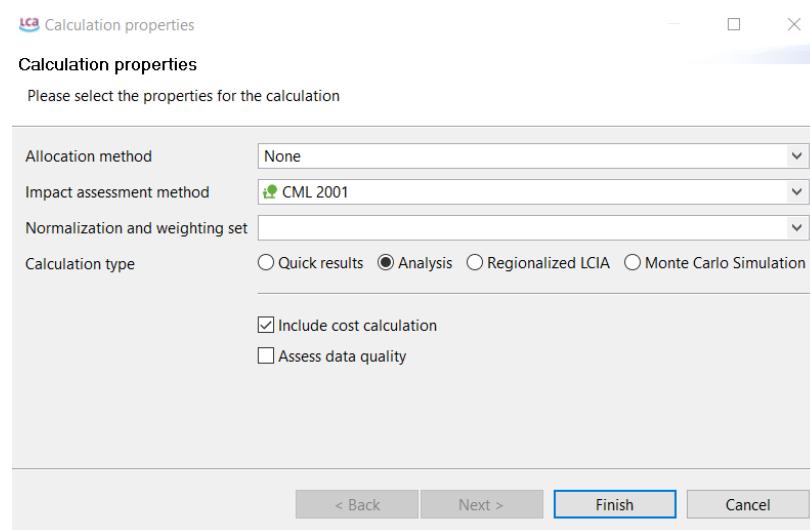 LCa Calculation properties
Calculation properties
Please select the properties for the calculation
Allocation method None
Impact assessment method CML 2001
Normalization and weighting set
Calculation type Quick results Analysis Regionalized LCIA Monte Carlo Simulation
Include cost calculation
Assess data quality
< Back Next > Finish Cancel